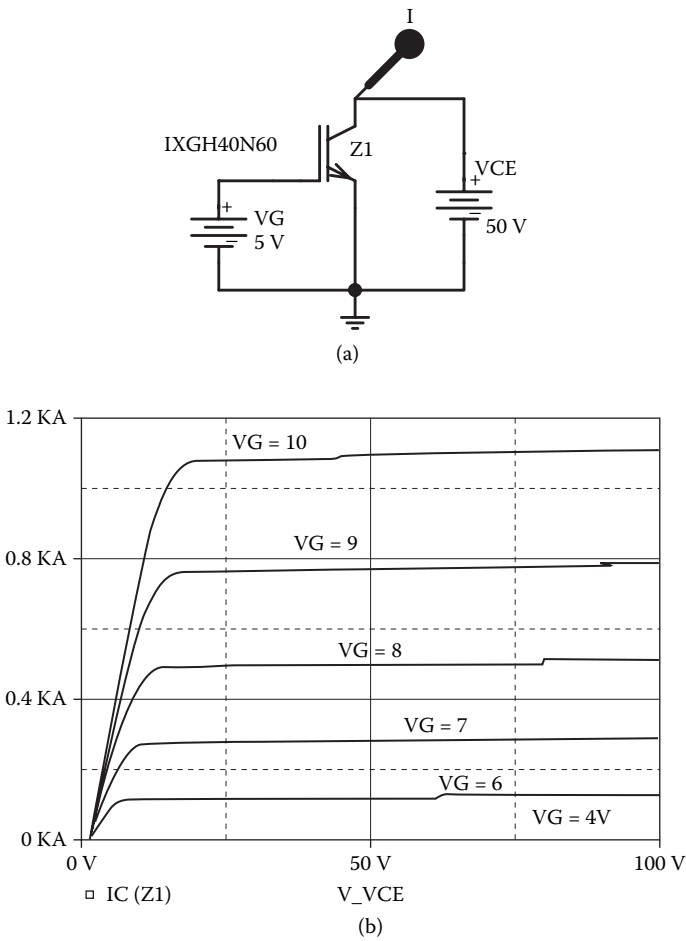 I
IXGH40N60
Z1
VCE
+
–
50 V
+
VG
–
5 V
(a)
1.2 KA
VG = 10
0.8 KA
VG = 9
VG = 8
0.4 KA
VG = 7
VG = 6
VG = 4V
0 KA
0 V
50 V
100 V
IC (Z1)
V_VCE
(b)